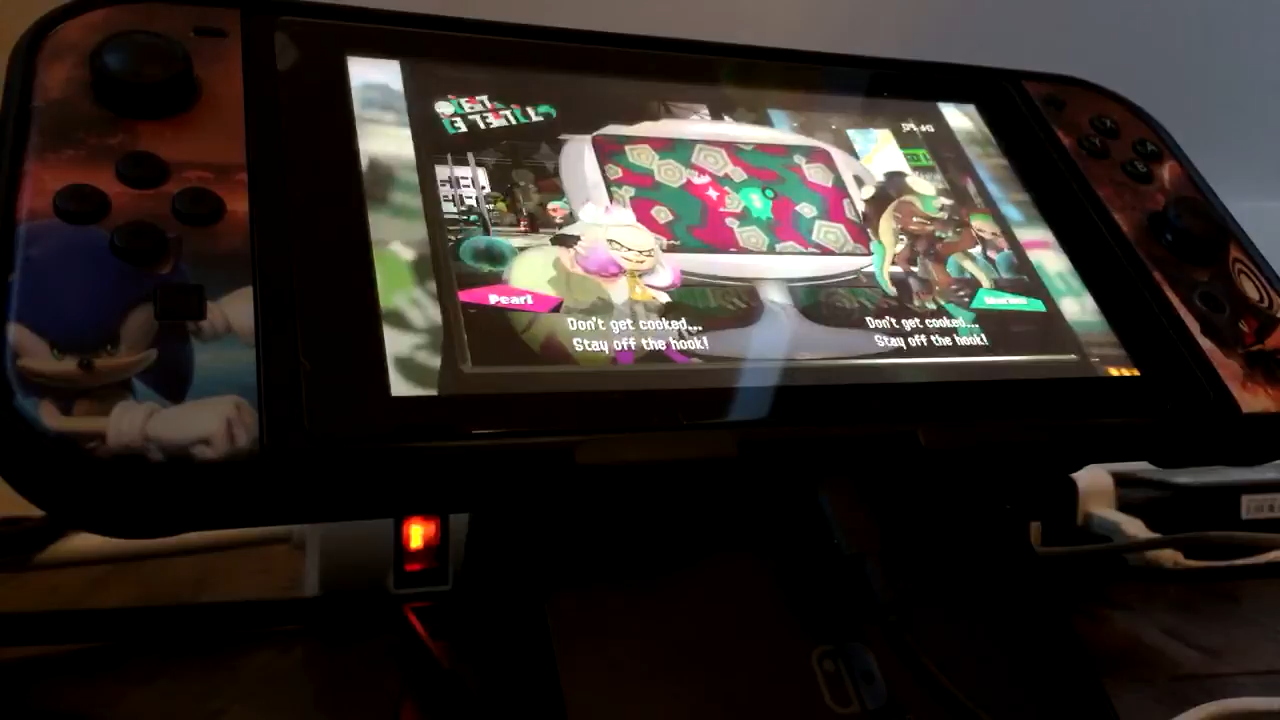 Pearl
Don't get cooked...
Stay off the hook!
Don't get cooked...
Stay off the hook!
X
A
Y
B